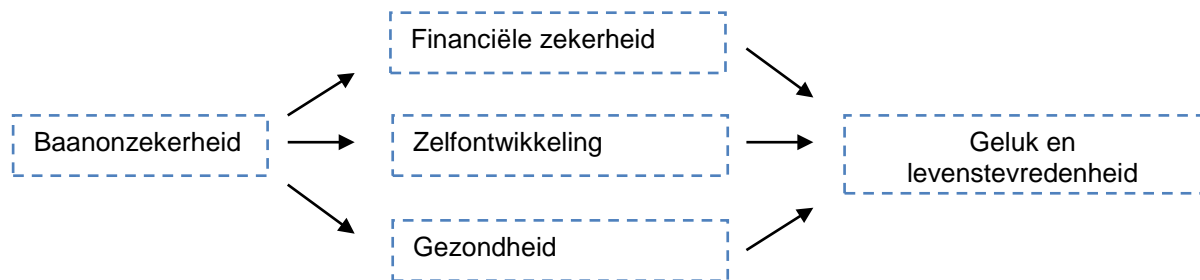 Financiële zekerheid
Baanonzekerheid
Zelfontwikkeling
Geluk en
levenstevredenheid
Gezondheid